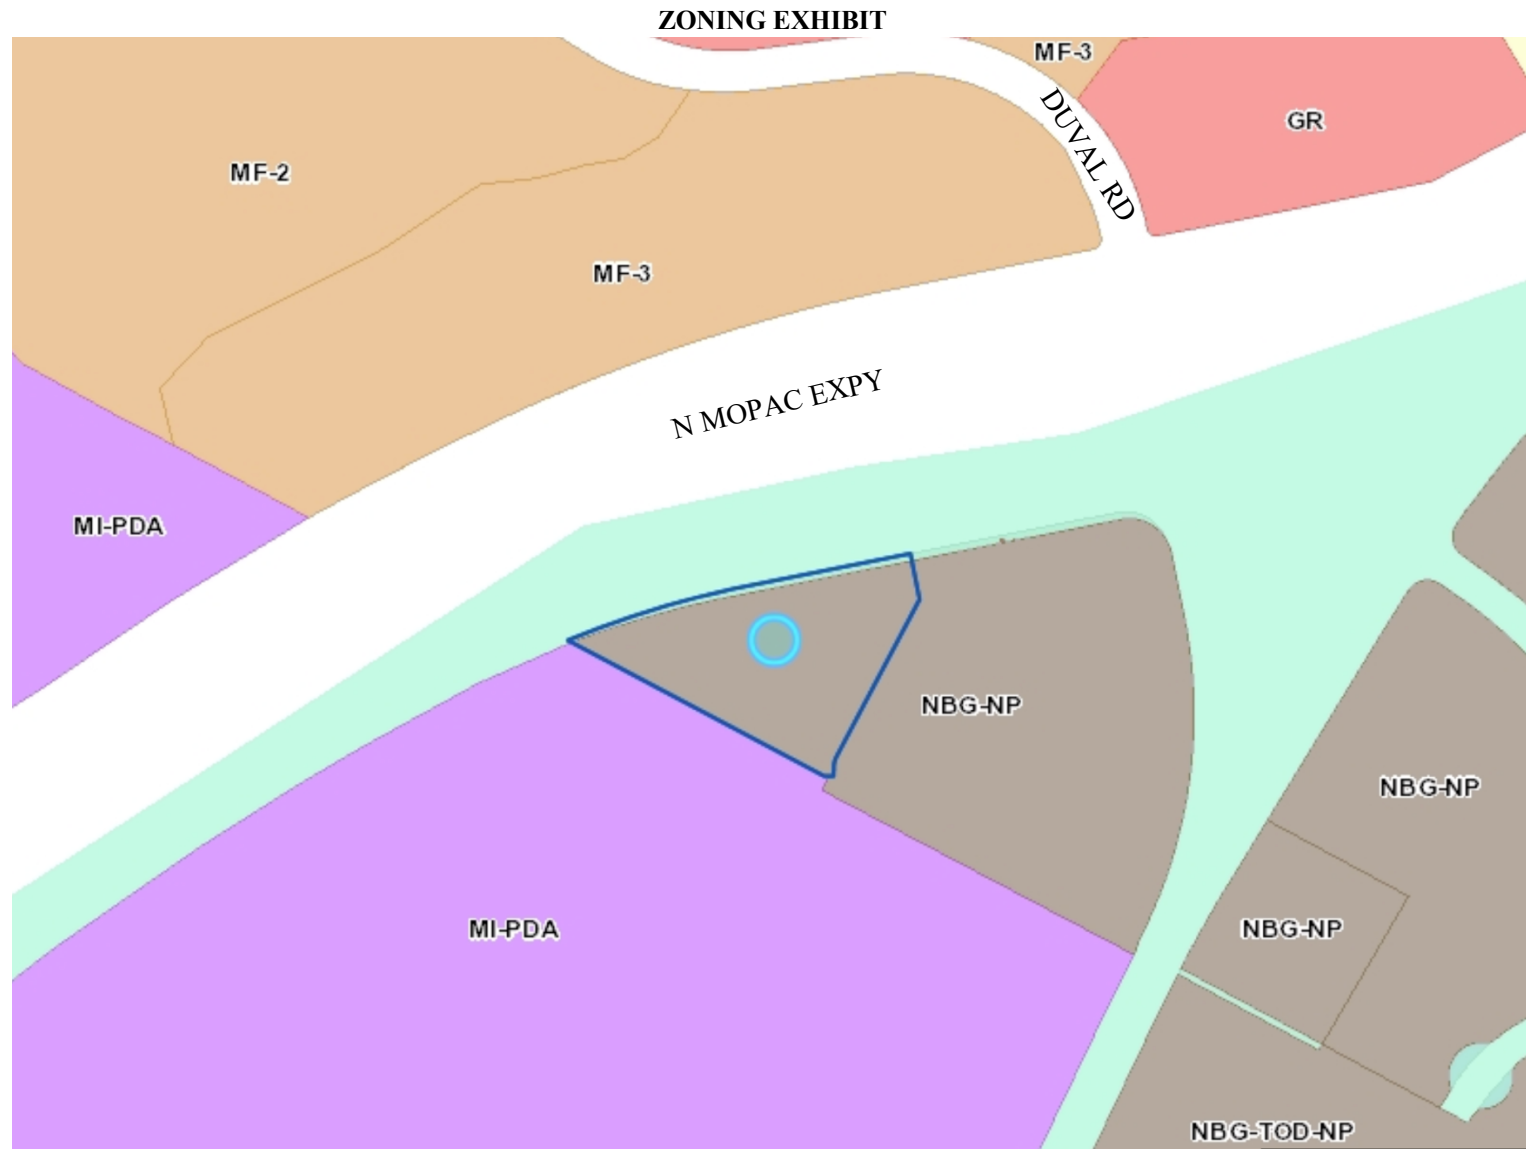 ZONING EXHIBIT
MF-3
GR
DUVAL RD
MF-2
MF-3
N MOPAC EXPY
MI-PDA
NBG-NP
NBG-NP
MI-PDA
NBG-NP
NBG-TOD-NP